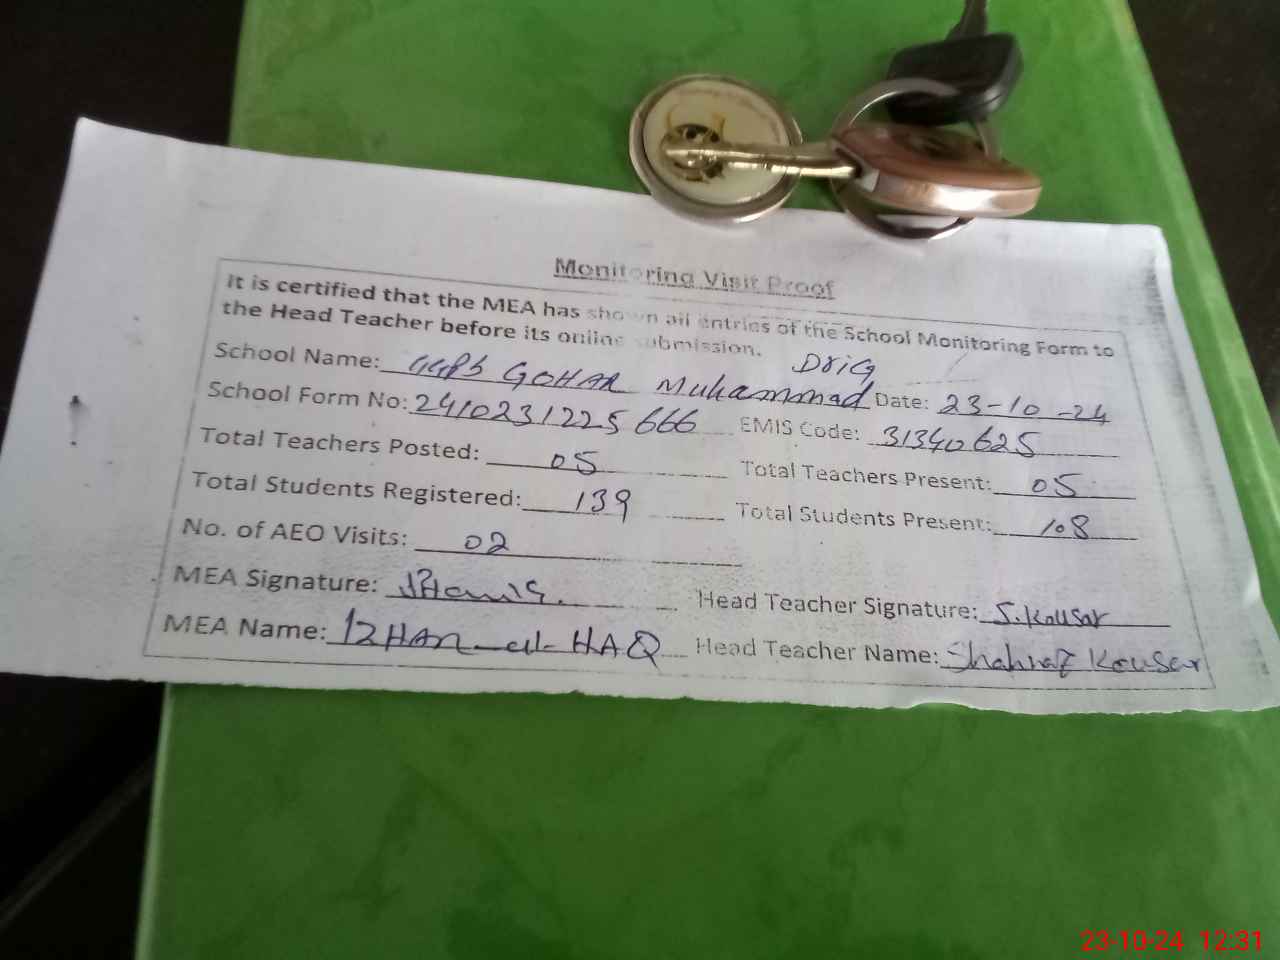 Monitoring Visit Proof
It is certified that the MEA has shown all entries of the School Monitoring Form to
the Head Teacher before its online submission.
Drig
School Name: GGPS GOHAR Muhammad Date: 23-10-24
School Form No: 2410231225666 EMIS Code: 31340625
Total Teachers Posted: 05 Total Teachers Present: 05
Total Students Registered: 139 Total Students Present: 108
No. of AEO Visits: 02
MEA Signature: Head Teacher Signature: S.Kousar
MEA Name: IZHAR-ul-HAQ Head Teacher Name: Shahnaz Kousar
23-10-24 12:31